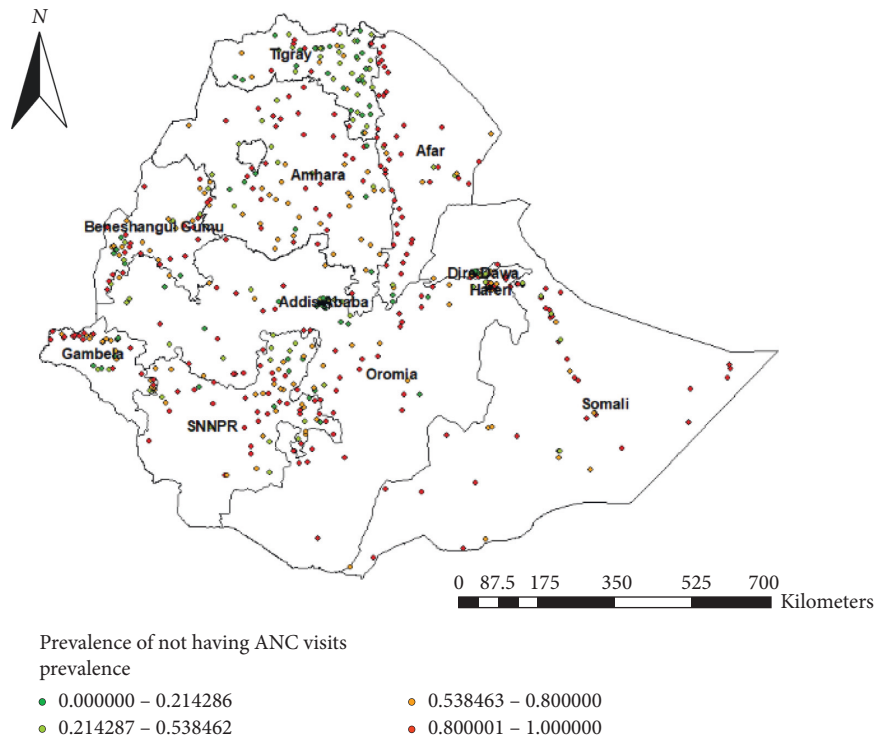 N
Tigray
Afar
Amhara
Beneshangul Gumu
Dire Dawa
Hareri
Addis Ababa
Gambela
Oromia
Somali
SNNPR
0 87.5 175 350 525 700
Kilometers
Prevalence of not having ANC visits
prevalence
0.000000 – 0.214286
0.538463 – 0.800000
0.214287 – 0.538462
0.800001 – 1.000000